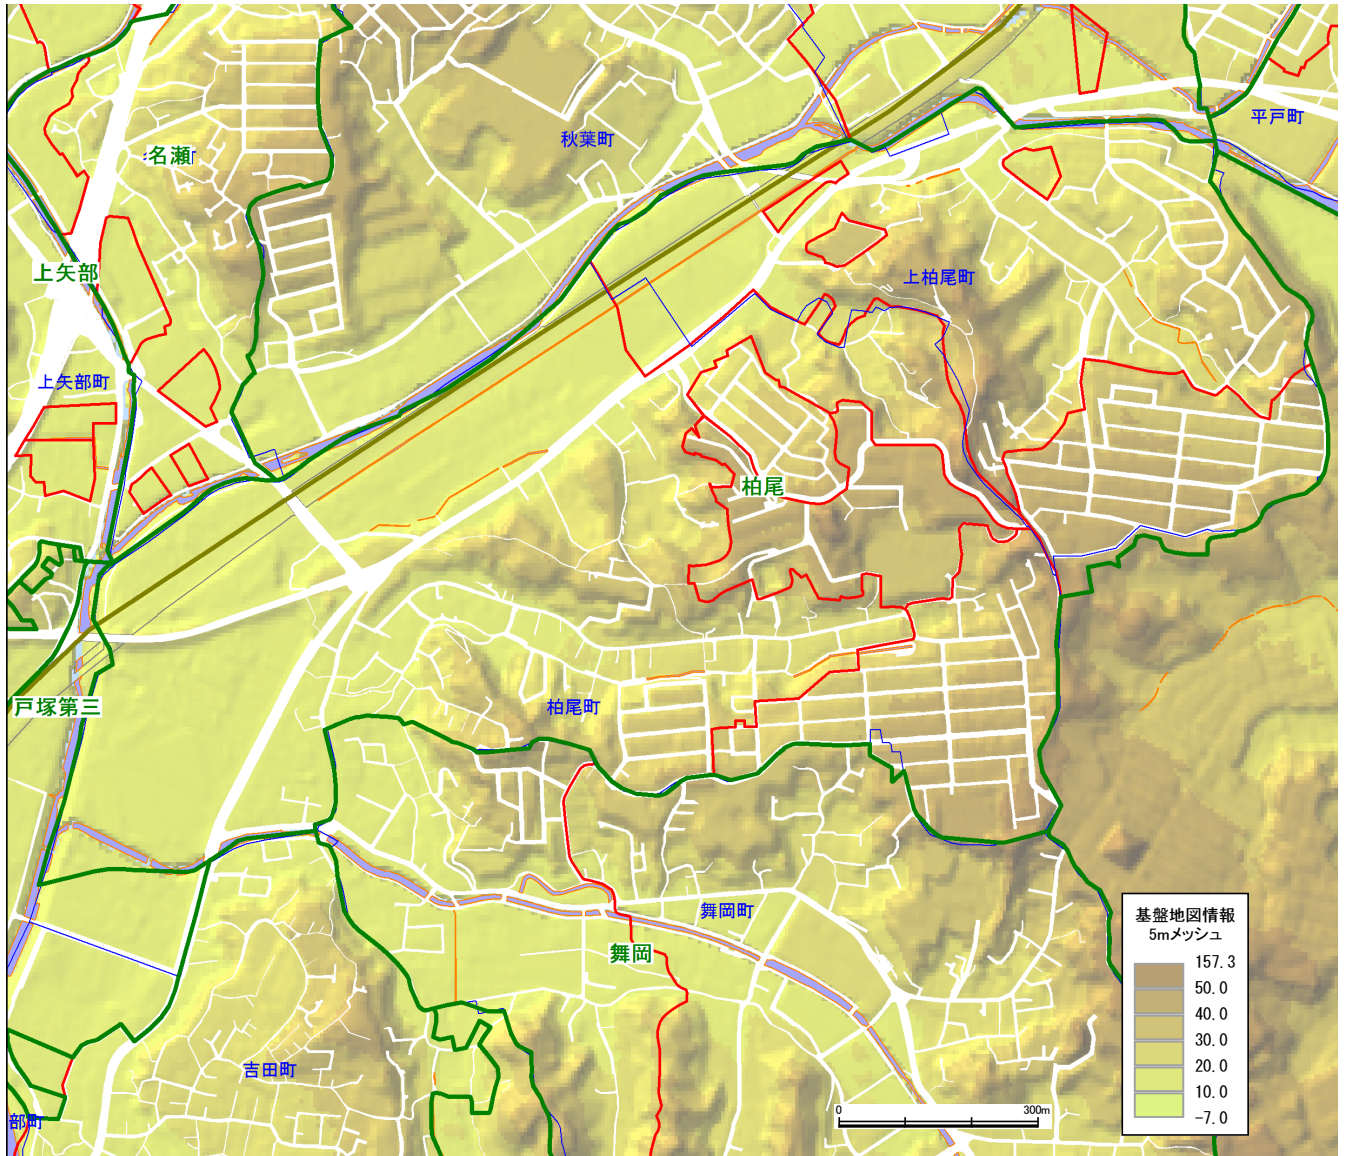 平戸町
秋葉町
名瀬
上矢部
上柏尾町
上矢部町
柏尾
戸塚第三
柏尾町
舞岡町
舞岡
吉田町
部町
基盤地図情報
5mメッシュ
157.3
50.0
40.0
30.0
20.0
10.0
-7.0
0 300m